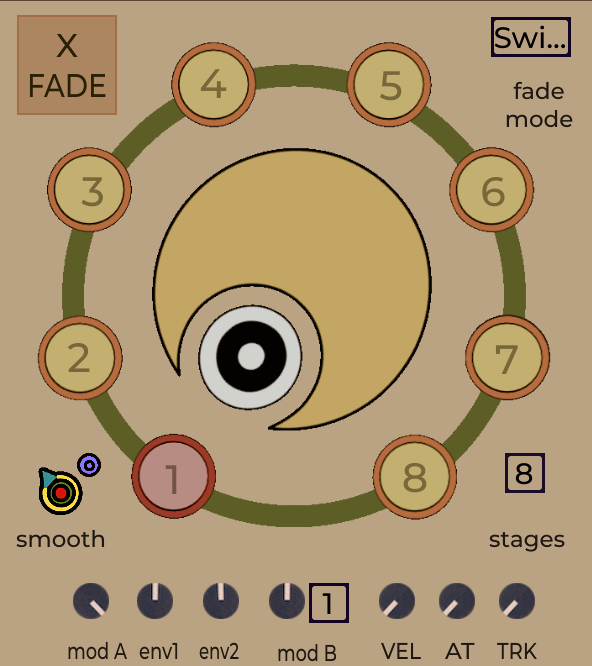 X
FADE
Swi...
fade
mode
4
5
3
6
2
7
1
8
8
smooth
stages
1
mod A
env1
env2
mod B
VEL
AT
TRK